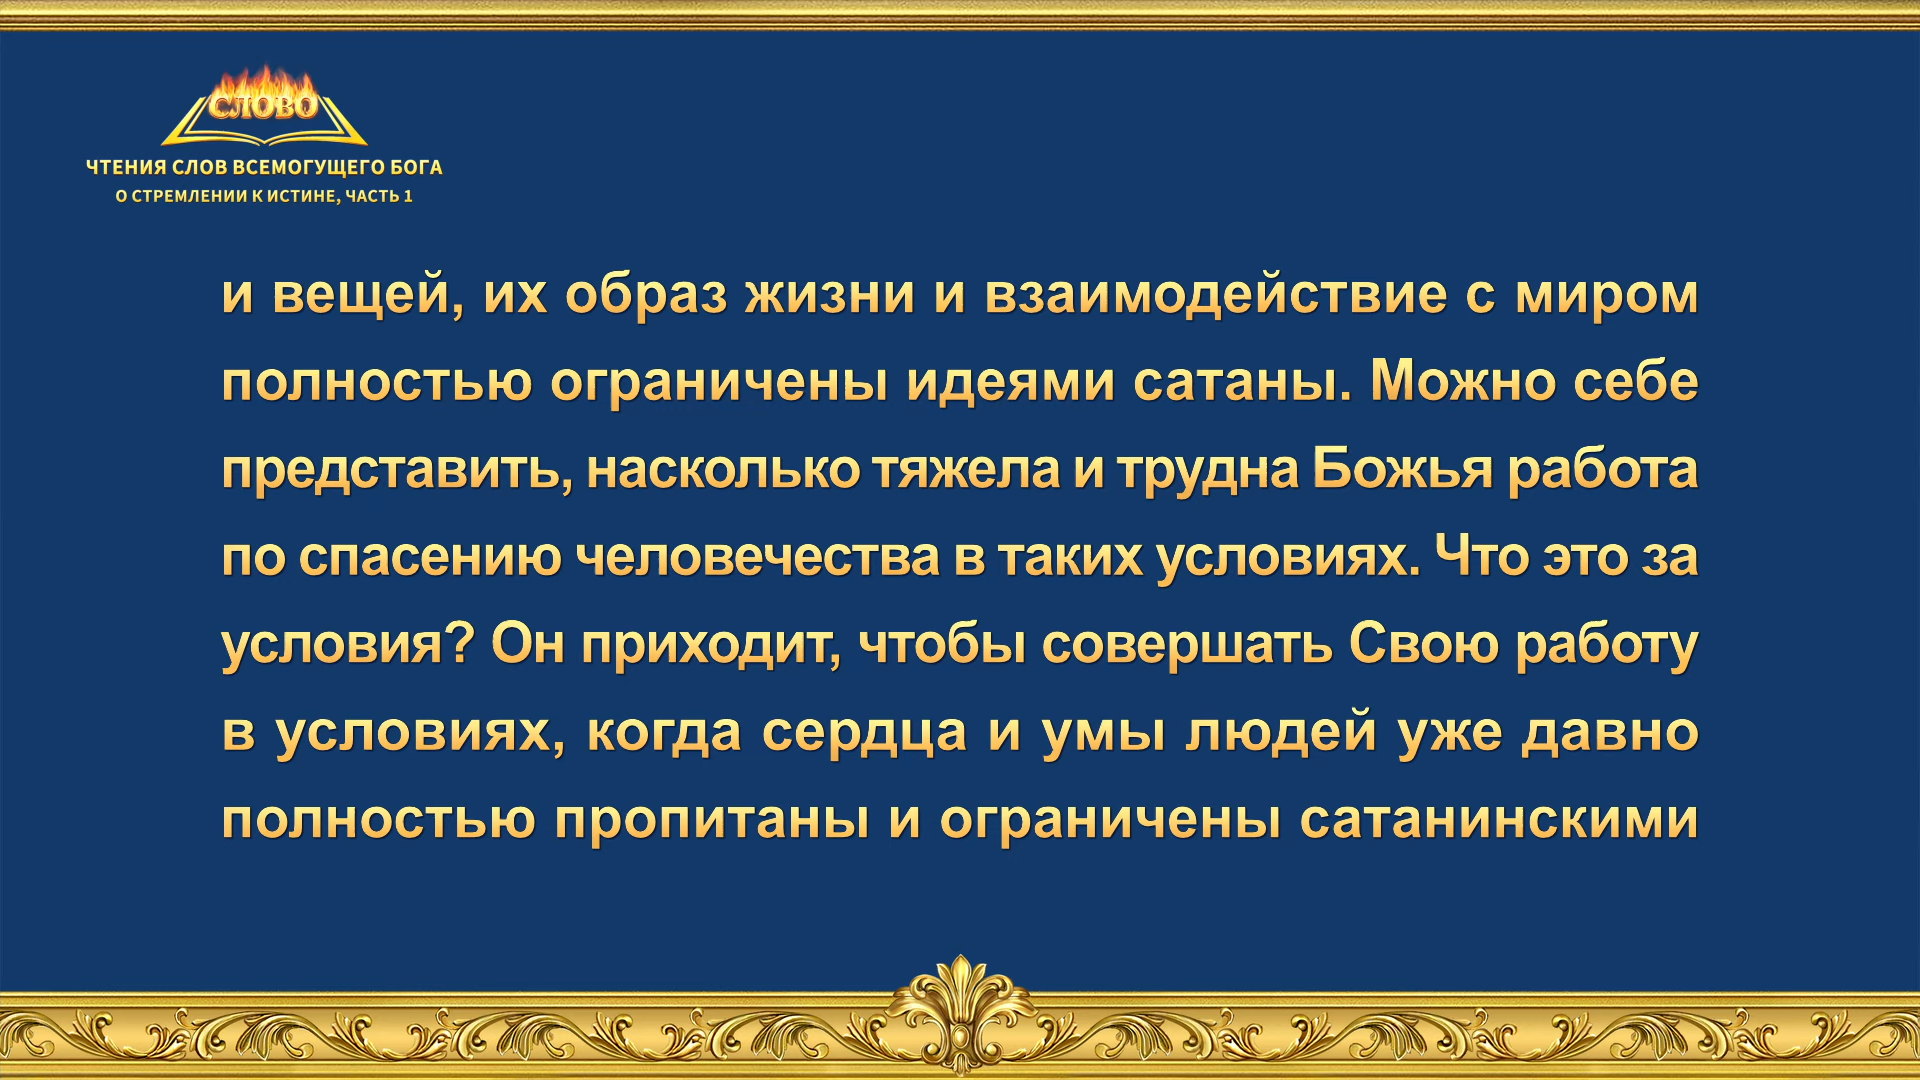 СЛОВО
ЧТЕНИЯ СЛОВ ВСЕМОГУЩЕГО БОГА
О СТРЕМЛЕНИИ К ИСТИНЕ, ЧАСТЬ 1
и вещей, их образ жизни и взаимодействие с миром
полностью ограничены идеями сатаны. Можно себе
представить, насколько тяжела и трудна Божья работа
по спасению человечества в таких условиях. Что это за
условия? Он приходит, чтобы совершать Свою работу
в условиях, когда сердца и умы людей уже давно
полностью пропитаны и ограничены сатанинскими